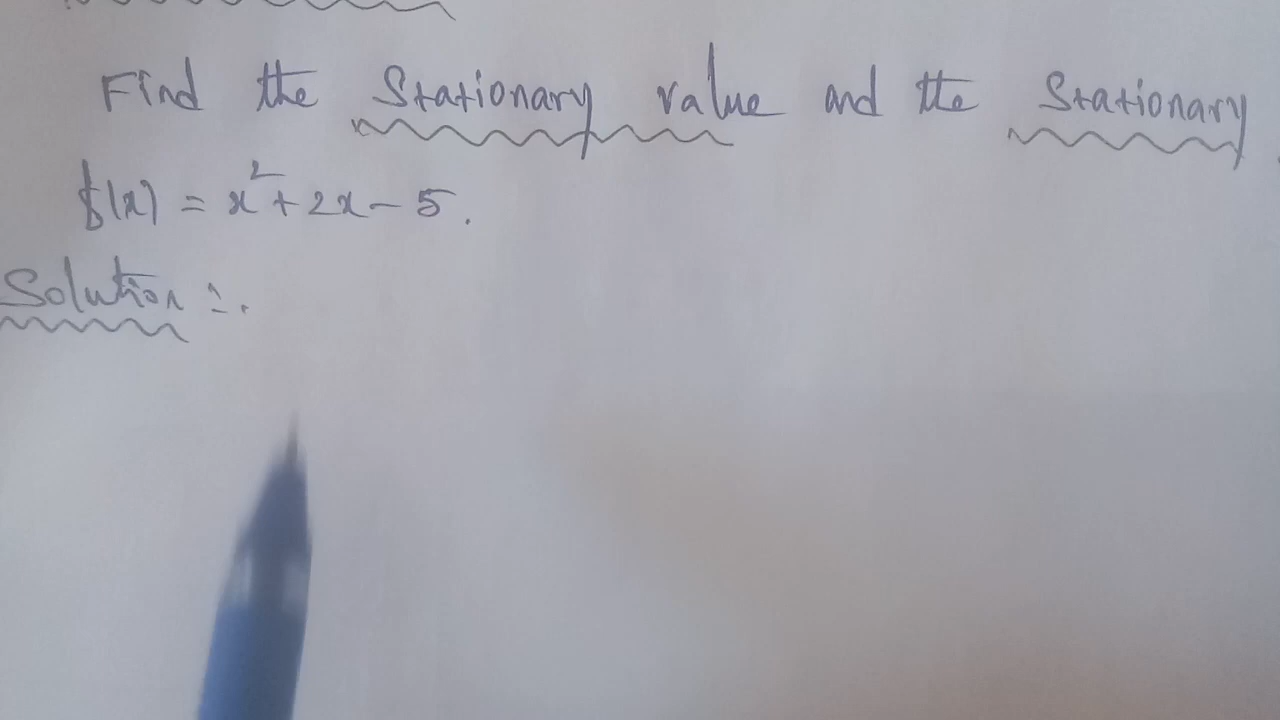 Find the Stationary value and the Stationary
f(x) = x² + 2x - 5.
Solution :.